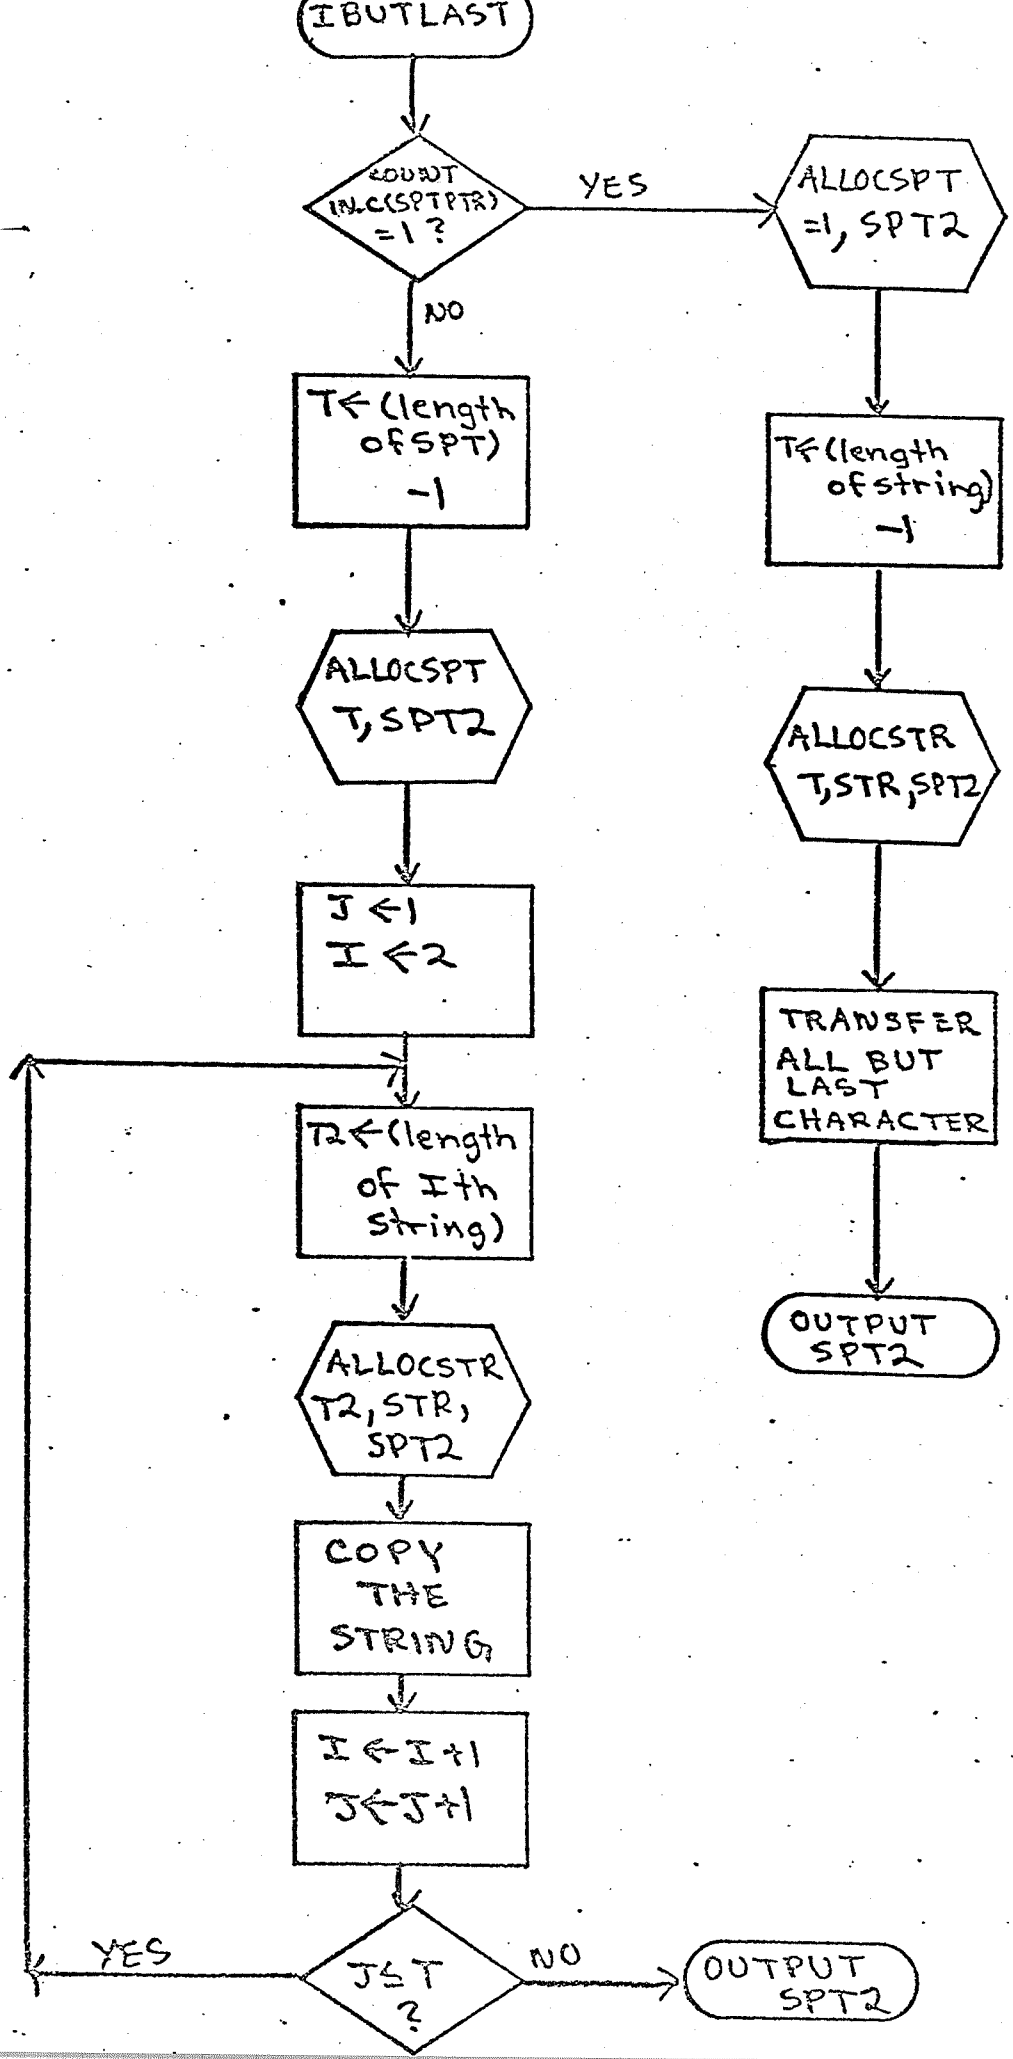 IBUTLAST
COUNT
IN.C(SPTPTR)
=1 ?
YES
ALLOCSPT
=1, SPT2
NO
T←(length
of SPT)
-1
T←(length
of string)
-1
ALLOCSPT
T, SPT2
ALLOCSTR
T, STR, SPT2
J←1
I←2
TRANSFER
ALL BUT
LAST
CHARACTER
T2←(length
of Ith
string)
OUTPUT
SPT2
ALLOCSTR
T2, STR,
SPT2
COPY
THE
STRING
I←I+1
J←J+1
YES
J≤T
?
NO
OUTPUT
SPT2